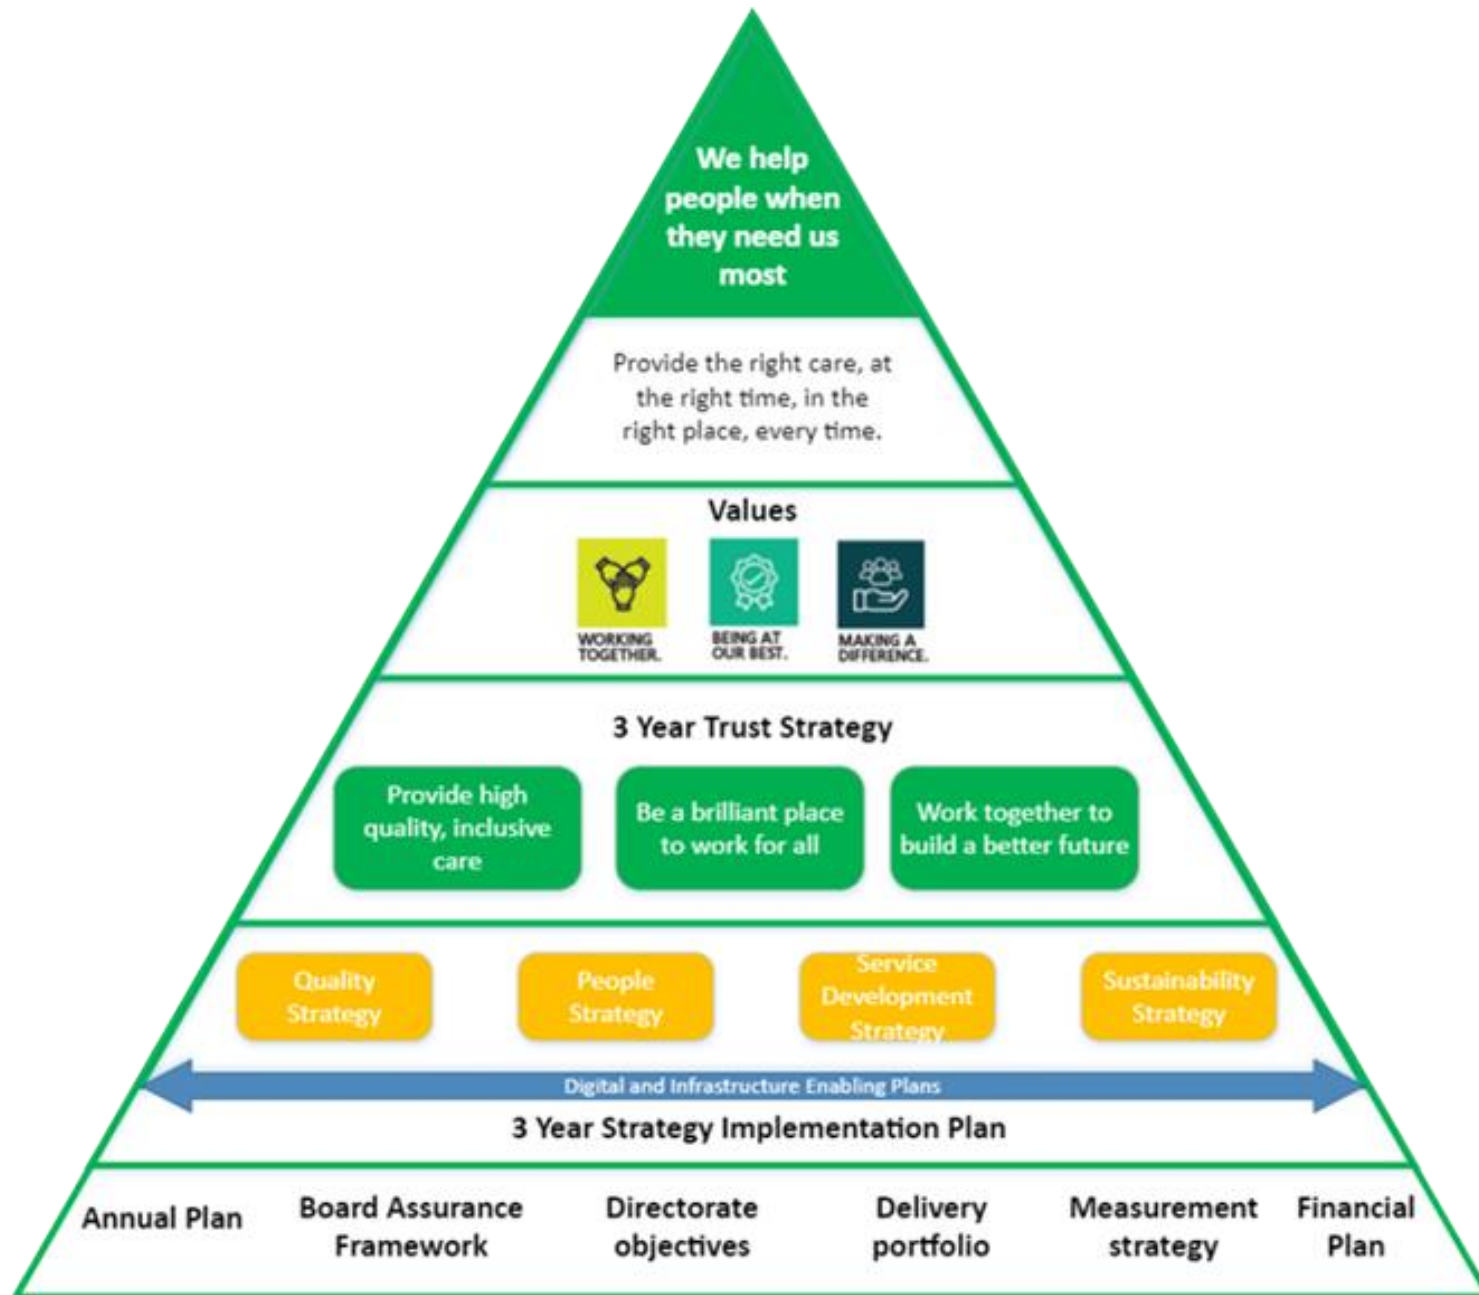 We help
people when
they need us
most
Provide the right care, at
the right time, in the
right place, every time.
Values
WORKING
TOGETHER.
BEING AT
OUR BEST.
MAKING A
DIFFERENCE.
3 Year Trust Strategy
Provide high
quality, inclusive
care
Be a brilliant place
to work for all
Work together to
build a better future
Quality
Strategy
People
Strategy
Service
Development
Strategy
Sustainability
Strategy
Digital and Infrastructure Enabling Plans
3 Year Strategy Implementation Plan
Annual Plan
Board Assurance
Framework
Directorate
objectives
Delivery
portfolio
Measurement
strategy
Financial
Plan